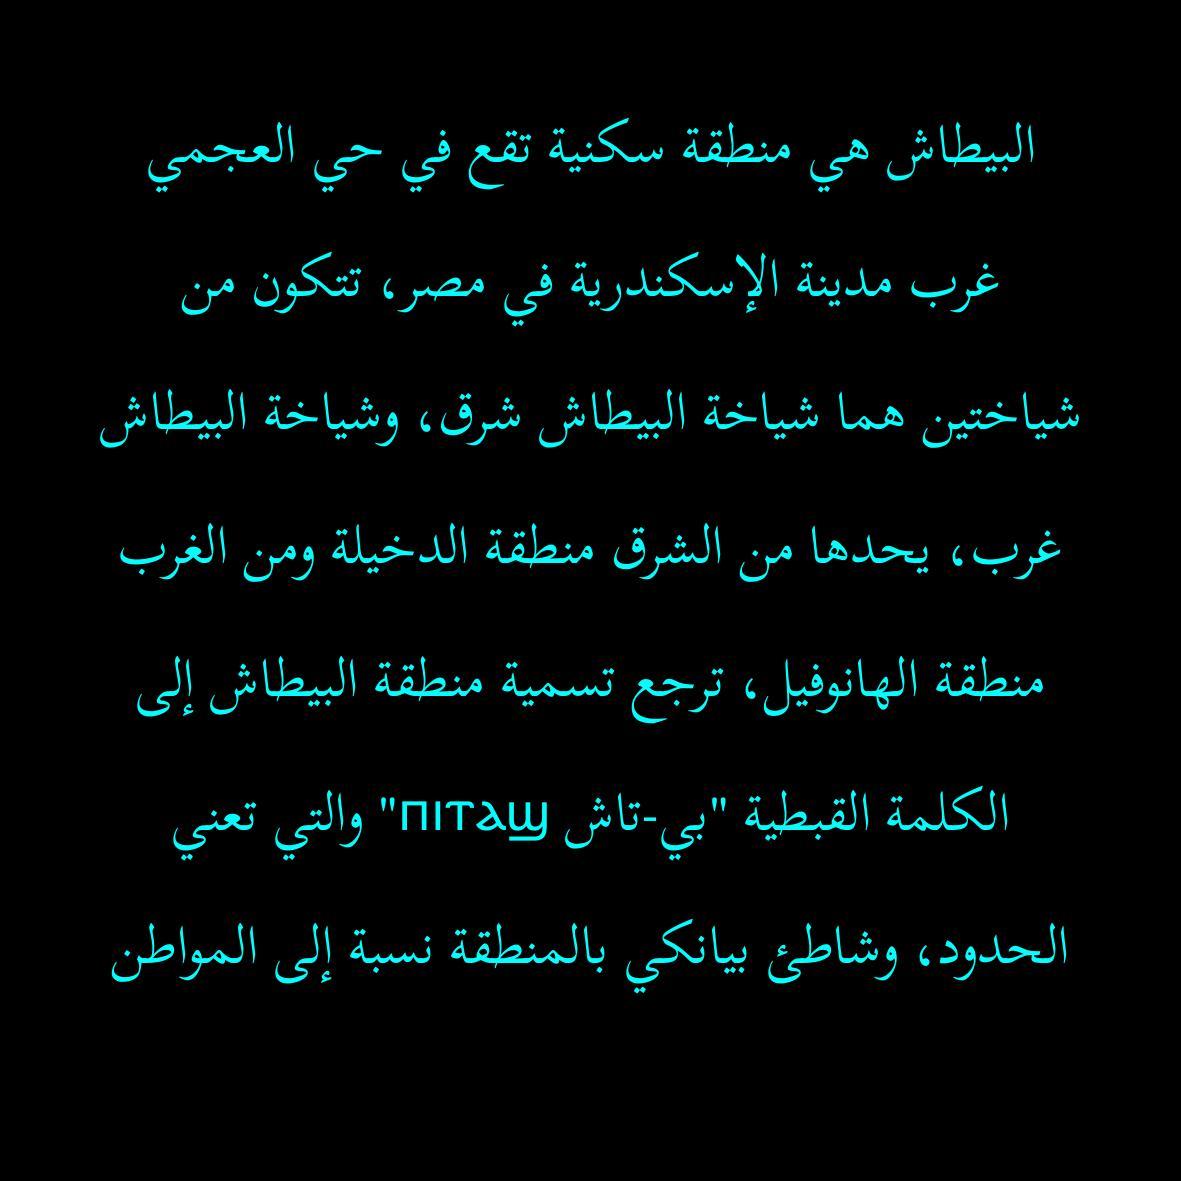 البيطاش هي منطقة سكنية تقع في حي العجمي
غرب مدينة الإسكندرية في مصر، تتكون من
شياختين هما شياخة البيطاش شرق، وشياخة البيطاش
غرب، يحدها من الشرق منطقة الدخيلة ومن الغرب
منطقة الهانوفيل، ترجع تسمية منطقة البيطاش إلى
الكلمة القبطية "بي-تاش ⲡⲓⲧⲁϣ" والتي تعني
الحدود، وشاطئ بيانكي بالمنطقة نسبة إلى المواطن